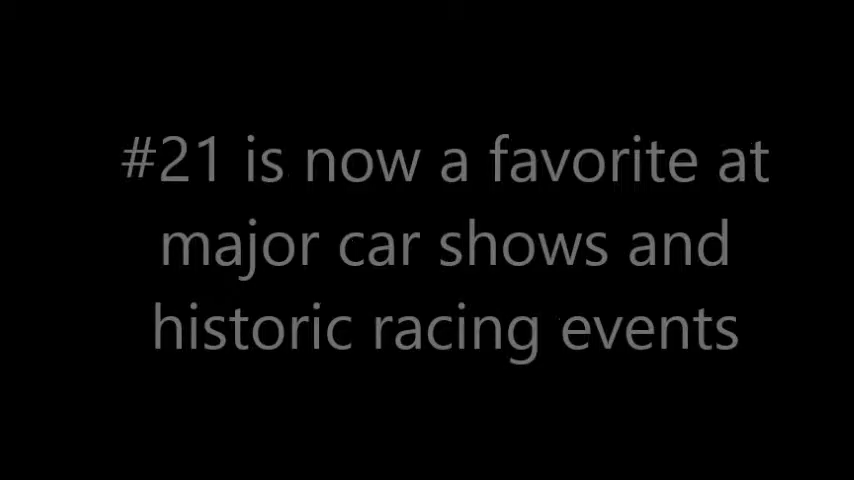 #21 is now a favorite at
major car shows and
historic racing events